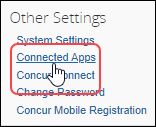 Other Settings
System Settings
Connected Apps
Concur Connect
Change Password
Concur Mobile Registration